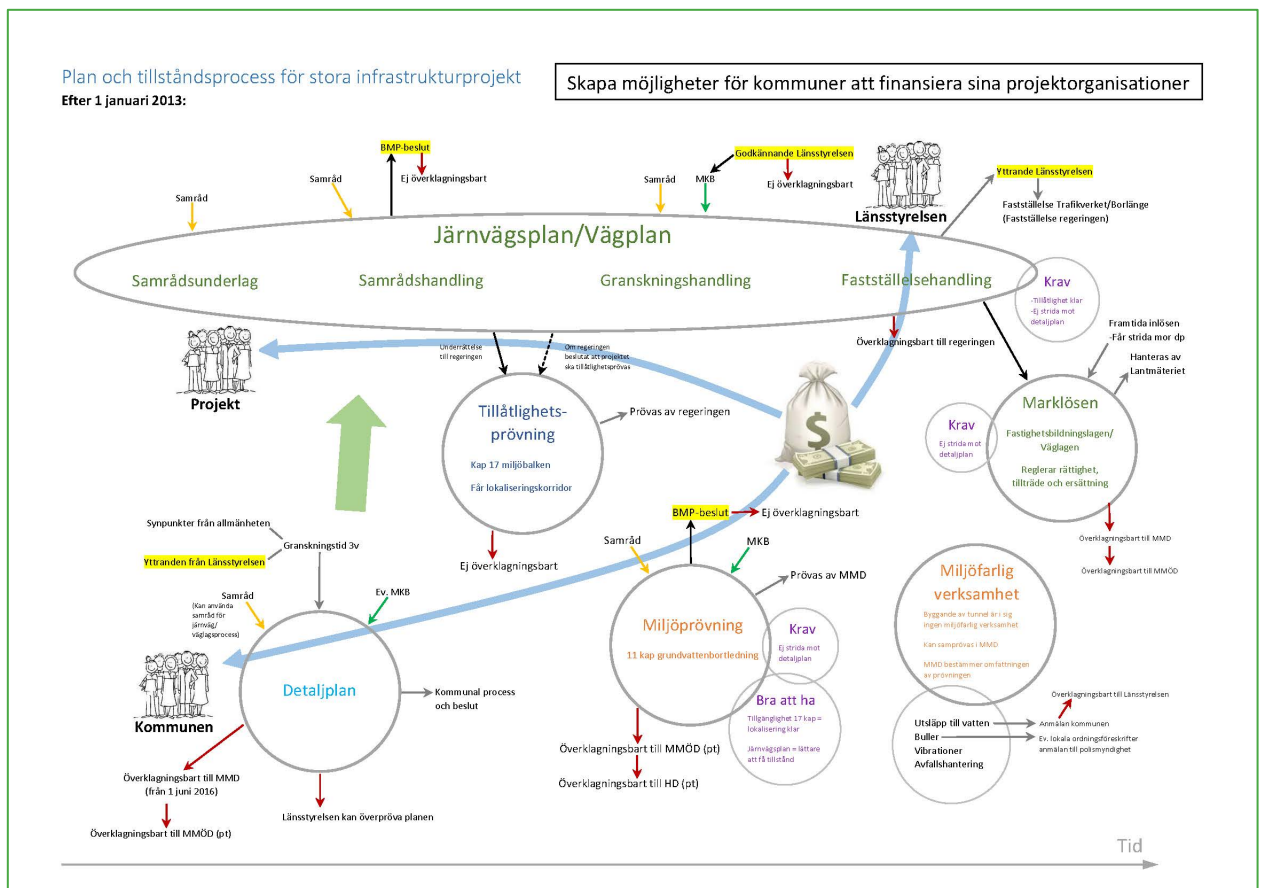 Plan och tillståndsprocess för stora infrastrukturprojekt
Efter 1 januari 2013:
Skapa möjligheter för kommuner att finansiera sina projektorganisationer
Samråd
Samråd
BMP-beslut
Ej överklagningsbart
Samråd
MKB
Godkännande Länsstyrelsen
Ej överklagningsbart
Länsstyrelsen
Yttrande Länsstyrelsen
Fastställelse Trafikverket/Borlänge
(Fastställelse regeringen)
Järnvägsplan/Vägplan
Samrådsunderlag
Samrådshandling
Granskningshandling
Fastställelsehandling
Krav
-Tillåtlighet klar
-Ej strida mot
detaljplan
Projekt
Underrättelse
till regeringen
Om regeringen
beslutat att projektet
ska tillåtlighetsprövas
Överklagningsbart till regeringen
Framtida inlösen
-Får strida mor dp
Hanteras av
Lantmäteriet
Tillåtlighets-
prövning
Kap 17 miljöbalken
Får lokaliseringskorridor
Prövas av regeringen
Ej överklagningsbart
$
Krav
Ej strida mot
detaljplan
Marklösen
Fastighetsbildningslagen/
Väglagen
Reglerar rättighet,
tillträde och ersättning
Överklagningsbart till MMD
Överklagningsbart till MMÖD
Synpunkter från allmänheten
Granskningstid 3v
Yttranden från Länsstyrelsen
Samråd
(Kan använda
samråd för
järnväg/
väglagsprocess)
Ev. MKB
Kommunen
Detaljplan
Kommunal process
och beslut
Överklagningsbart till MMD
(från 1 juni 2016)
Överklagningsbart till MMÖD (pt)
Länsstyrelsen kan överpröva planen
BMP-beslut
Ej överklagningsbart
Samråd
MKB
Prövas av MMD
Miljöprövning
11 kap grundvattenbortledning
Krav
Ej strida mot
detaljplan
Bra att ha
Tillgänglighet 17 kap =
lokalisering klar
Järnvägsplan = lättare
att få tillstånd
Överklagningsbart till MMÖD (pt)
Överklagningsbart till HD (pt)
Miljöfarlig
verksamhet
Byggande av tunnel är i sig
ingen miljöfarlig verksamhet
Kan samprövas i MMD
MMD bestämmer omfattningen
av prövningen
Utsläpp till vatten
Buller
Vibrationer
Avfallshantering
Överklagningsbart till Länsstyrelsen
Anmälan kommunen
Ev. lokala ordningsföreskrifter
anmälan till polismyndighet
Tid